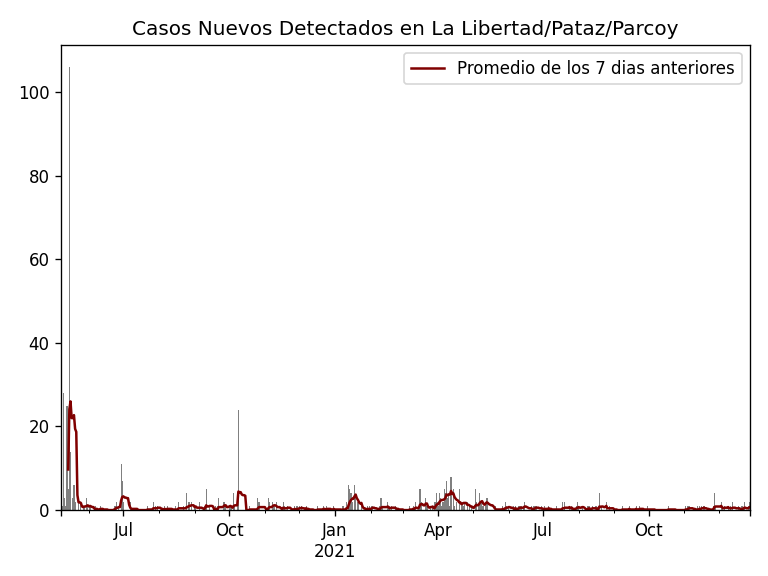 Casos Nuevos Detectados en La Libertad/Pataz/Parcoy
Promedio de los 7 dias anteriores
100
80
60
40
20
0
Jul Oct Jan Apr Jul Oct
2021